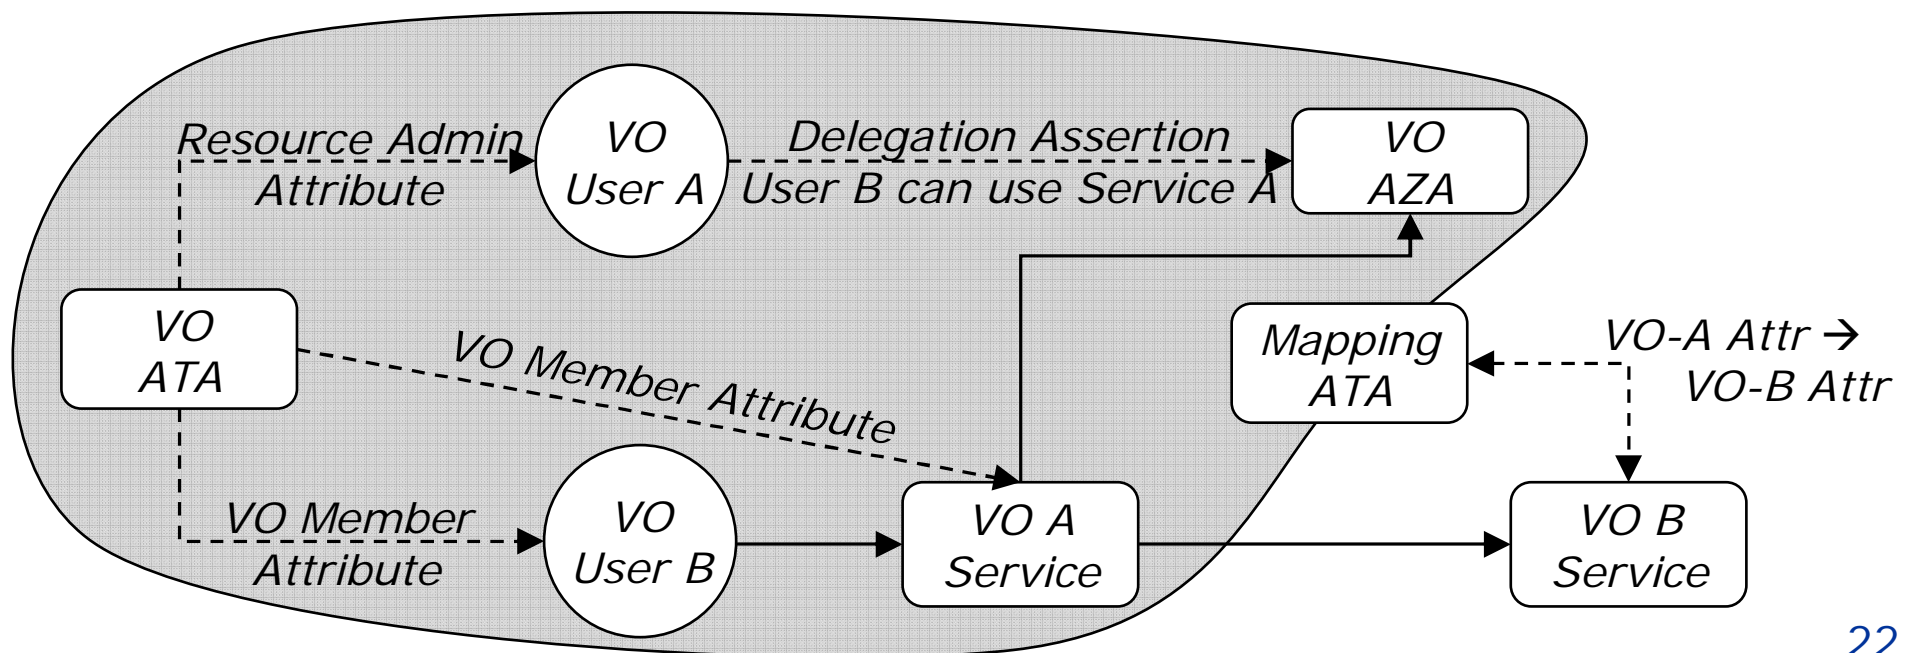 Resource Admin
Attribute
VO
User A
Delegation Assertion
User B can use Service A
VO
AZA
VO
ATA
VO Member Attribute
Mapping
ATA
VO-A Attr →
VO-B Attr
VO Member
Attribute
VO
User B
VO A
Service
VO B
Service
22